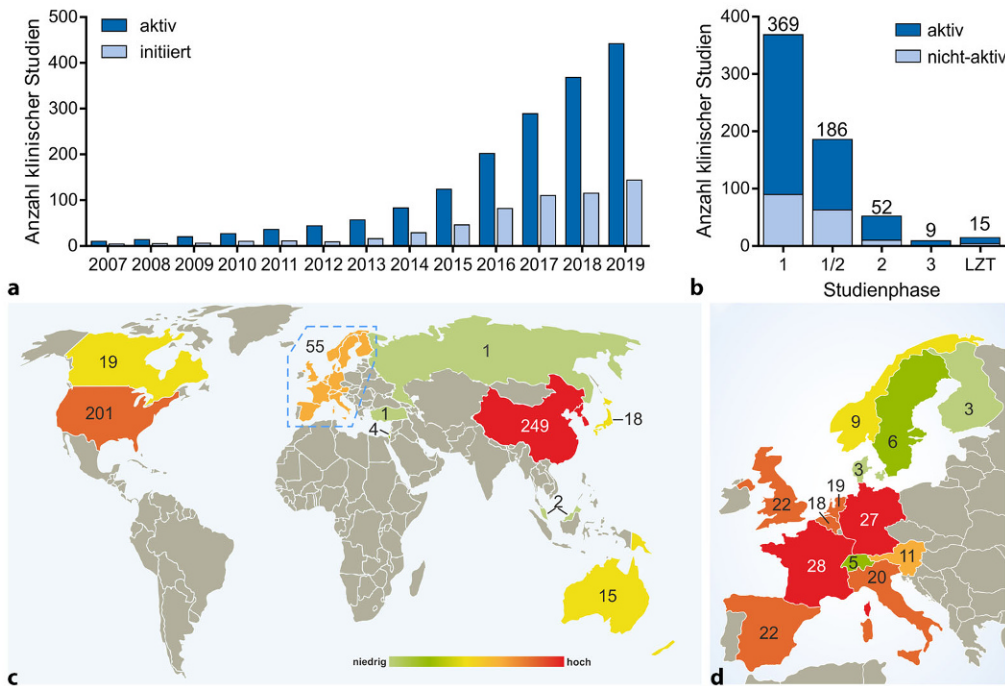 Anzahl klinischer Studien
500
400
300
200
100
0
aktiv
initiiert
2007 2008 2009 2010 2011 2012 2013 2014 2015 2016 2017 2018 2019
a
Anzahl klinischer Studien
400
300
200
100
0
369
186
52
9
15
aktiv
nicht-aktiv
1 1/2 2 3 LZT
Studienphase
b
19
201
55
1
1
4
249
18
2
15
niedrig hoch
c
9
6
3
3
22
18
19
27
28
5
11
20
22
d